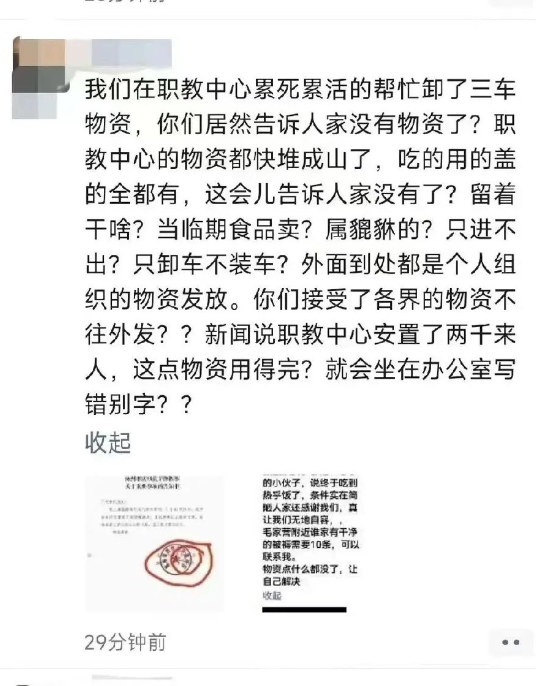 我们在职教中心累死累活的帮忙卸了三车
物资，你们居然告诉人家没有物资了？职
教中心的物资都快堆成山了，吃的用的盖
的全都有，这会儿告诉人家没有了？留着
干啥？当临期食品卖？属貔貅的？只进不
出？只卸车不装车？外面到处都是个人组
织的物资发放。你们接受了各界的物资不
往外发？？新闻说职教中心安置了两千来
人，这点物资用得完？就会坐在办公室写
错别字？？
收起
的小伙子，说终于吃到
热乎饭了，条件实在简
陋人家还感谢我们，真
让我们无地自容，，
毛家营附近谁家有干净
的被褥需要10条，可以
联系我。
物资点什么都没了，让
自己解决
收起
29分钟前